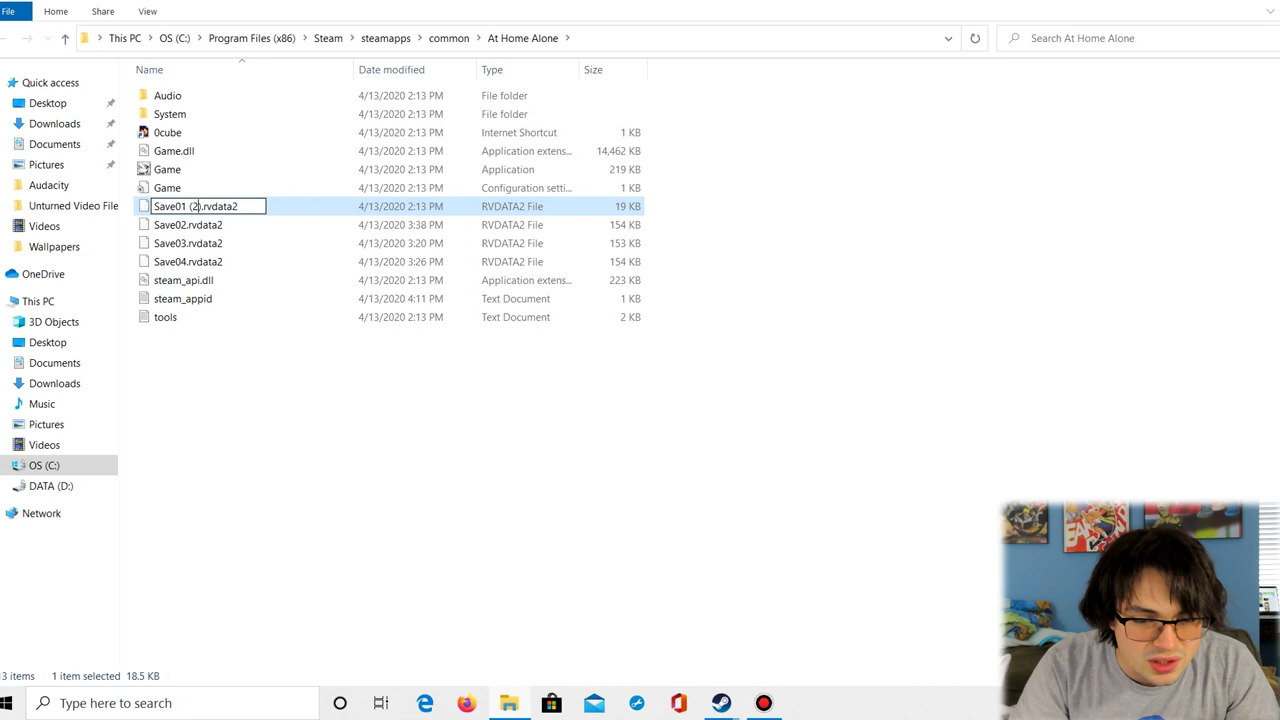 File Home Share View
This PC OS (C:) Program Files (x86) Steam steamapps common At Home Alone Search At Home Alone
Name Date modified Type Size
Quick access
Desktop
Downloads
Documents
Pictures
Audacity
Unturned Video File
Videos
Wallpapers
OneDrive
This PC
3D Objects
Desktop
Documents
Downloads
Music
Pictures
Videos
OS (C:)
DATA (D:)
Network
Audio 4/13/2020 2:13 PM File folder
System 4/13/2020 2:13 PM File folder
0cube 4/13/2020 2:13 PM Internet Shortcut 1 KB
Game.dll 4/13/2020 2:13 PM Application extens... 14,462 KB
Game 4/13/2020 2:13 PM Application 219 KB
Game 4/13/2020 2:13 PM Configuration setti... 1 KB
Save01 (2).rvdata2 4/13/2020 2:13 PM RVDATA2 File 19 KB
Save02.rvdata2 4/13/2020 3:38 PM RVDATA2 File 154 KB
Save03.rvdata2 4/13/2020 3:20 PM RVDATA2 File 153 KB
Save04.rvdata2 4/13/2020 3:26 PM RVDATA2 File 154 KB
steam_api.dll 4/13/2020 2:13 PM Application extens... 223 KB
steam_appid 4/13/2020 4:11 PM Text Document 1 KB
tools 4/13/2020 2:13 PM Text Document 2 KB
3 items 1 item selected 18.5 KB
Type here to search